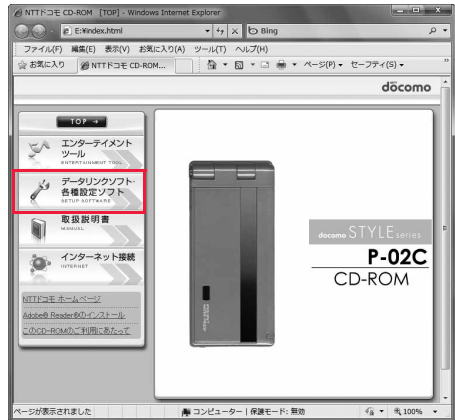 NTTドコモ CD-ROM [TOP] - Windows Internet Explorer
E:¥index.html
Bing
ファイル(F) 編集(E) 表示(V) お気に入り(A) ツール(T) ヘルプ(H)
お気に入り
NTTドコモ CD-ROM...
ページ(P)
セーフティ(S)
döcomo
TOP →
エンターテイメント
ツール
ENTERTAINMENT TOOL
データリンクソフト・
各種設定ソフト
SETUP SOFTWARE
取扱説明書
MANUAL
インターネット接続
INTERNET
NTTドコモ ホームページ
Adobe® Reader®のインストール
このCD-ROMのご利用にあたって
docomo STYLE series
P-02C
CD-ROM
ページが表示されました
コンピューター | 保護モード: 無効
100%